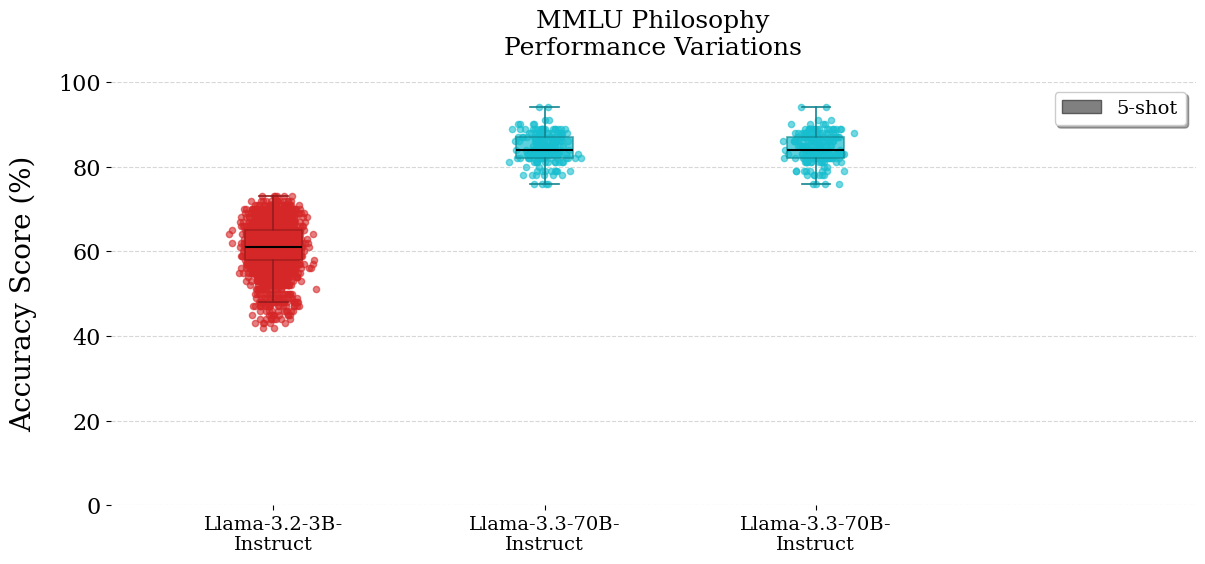 MMLU Philosophy
Performance Variations
Accuracy Score (%)
100
80
60
40
20
0
5-shot
Llama-3.2-3B-
Instruct
Llama-3.3-70B-
Instruct
Llama-3.3-70B-
Instruct